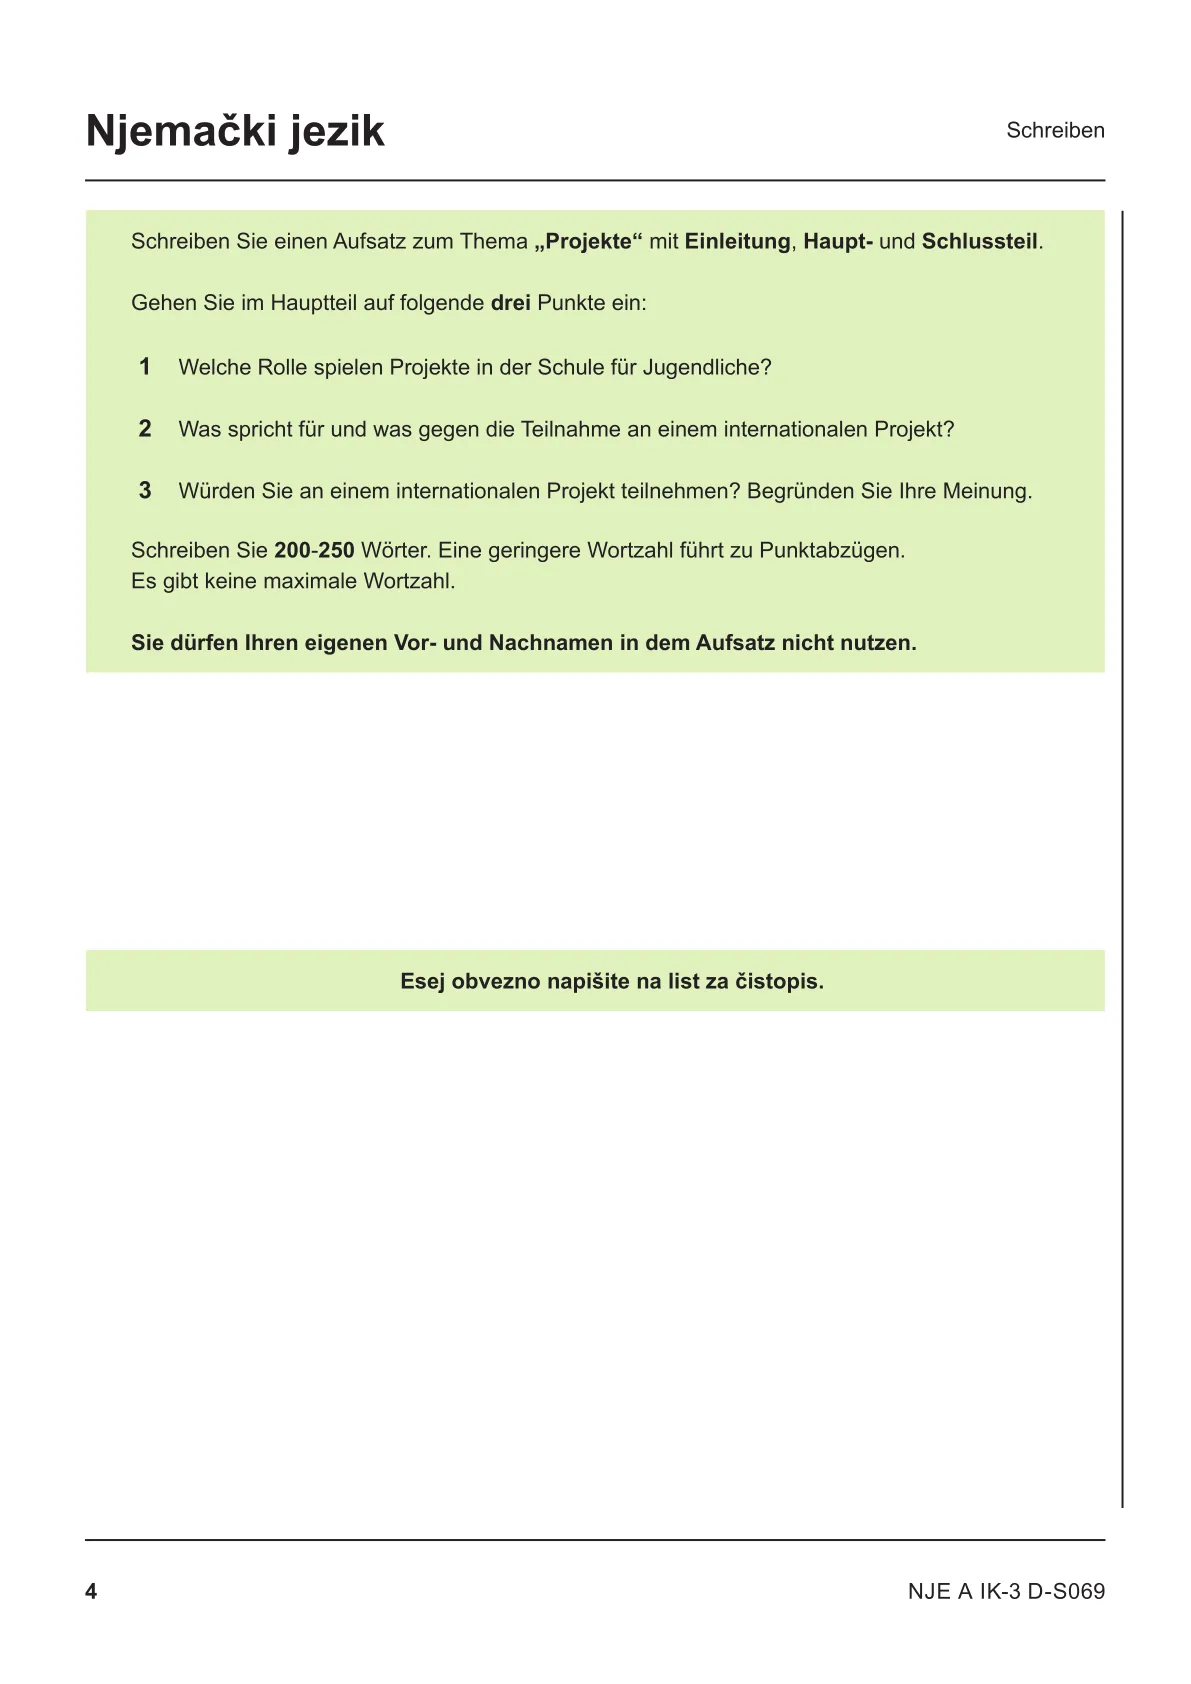 Njemački jezik
Schreiben
Schreiben Sie einen Aufsatz zum Thema „Projekte“ mit Einleitung, Haupt- und Schlussteil.
Gehen Sie im Hauptteil auf folgende drei Punkte ein:
1 Welche Rolle spielen Projekte in der Schule für Jugendliche?
2 Was spricht für und was gegen die Teilnahme an einem internationalen Projekt?
3 Würden Sie an einem internationalen Projekt teilnehmen? Begründen Sie Ihre Meinung.
Schreiben Sie 200-250 Wörter. Eine geringere Wortzahl führt zu Punktabzügen.
Es gibt keine maximale Wortzahl.
Sie dürfen Ihren eigenen Vor- und Nachnamen in dem Aufsatz nicht nutzen.
Esej obvezno napišite na list za čistopis.
4
NJE A IK-3 D-S069